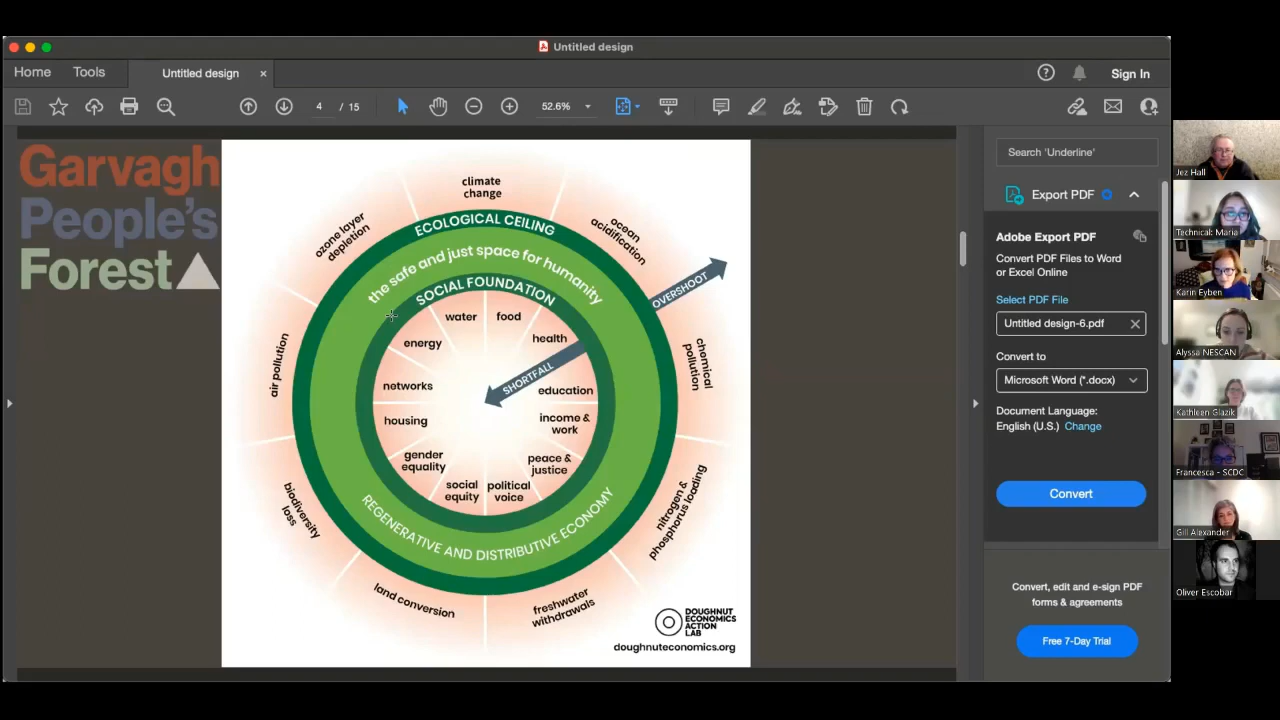 Untitled design
Home
Tools
Untitled design
Sign In
4 / 15
52.6%
Garvagh
People's
Forest
climate
change
ozone layer
depletion
ocean
acidification
ECOLOGICAL CEILING
the safe and just space for humanity
SOCIAL FOUNDATION
OVERSHOOT
water
food
energy
health
SHORTFALL
networks
education
housing
income &
work
gender
equality
peace &
justice
social
equity
political
voice
air pollution
chemical
pollution
REGENERATIVE AND DISTRIBUTIVE ECONOMY
biodiversity
loss
nitrogen &
phosphorus loading
land conversion
freshwater
withdrawals
DOUGHNUT
ECONOMICS
ACTION
LAB
doughnuteconomics.org
Search 'Underline'
Export PDF
Adobe Export PDF
Convert PDF Files to Word
or Excel Online
Select PDF File
Untitled design-6.pdf
Convert to
Microsoft Word (*.docx)
Document Language:
English (U.S.) Change
Convert
Convert, edit and e-sign PDF
forms & agreements
Free 7-Day Trial
Jez Hall
Technical: Maria
Karin Eyben
Alyssa NESCAN
Kathleen Glazik
Francesca - SCDC
Gill Alexander
Oliver Escobar